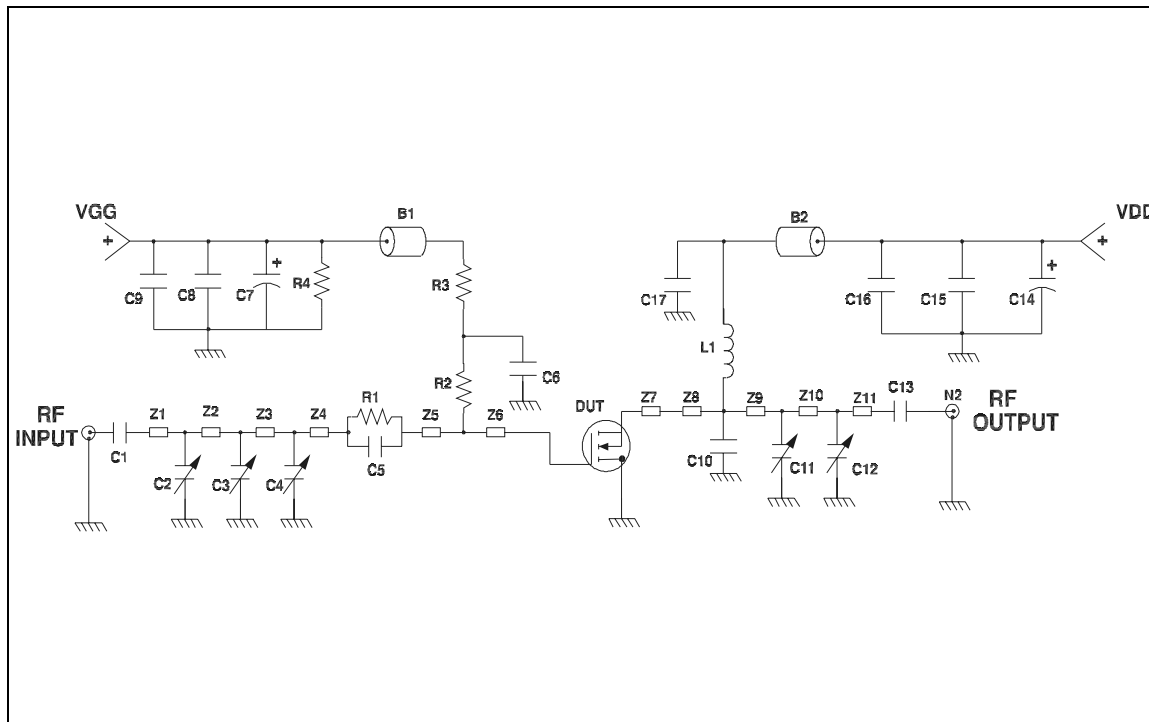 VGG
+
B1
B2
VDD
+
C9
C8
C7
+
R4
R3
C17
C16
C15
C14
+
L1
R2
C6
RF
INPUT
C1
Z1
Z2
Z3
Z4
R1
C5
Z5
Z6
DUT
Z7
Z8
Z9
Z10
Z11
C13
N2
RF
OUTPUT
C2
C3
C4
C10
C11
C12